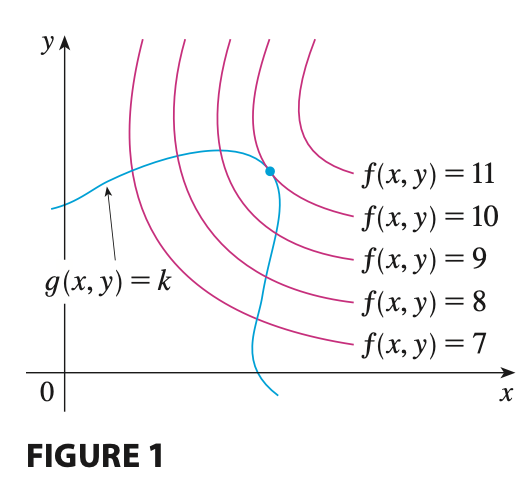 y
f(x, y) = 11
f(x, y) = 10
f(x, y) = 9
g(x, y) = k
f(x, y) = 8
f(x, y) = 7
0
x
FIGURE 1